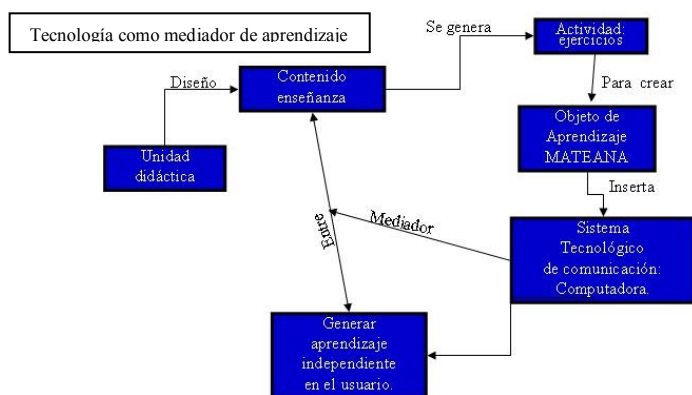 Tecnología como mediador de aprendizaje
Se genera
Actividad:
ejercicios
Diseño
Contenido
enseñanza
Para crear
Objeto de
Aprendizaje
MATEANA
Unidad
didáctica
Inserta
Mediador
Entre
Sistema
Tecnológico
de comunicación:
Computadora.
Generar
aprendizaje
independiente
en el usuario.